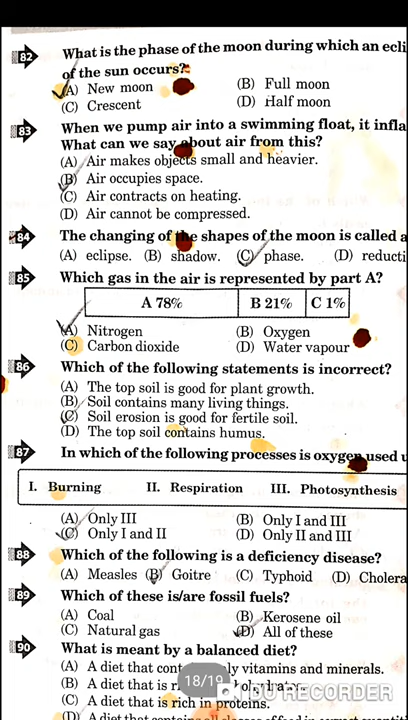 82 What is the phase of the moon during which an ecli
of the sun occurs?
(A) New moon (B) Full moon
(C) Crescent (D) Half moon
83 When we pump air into a swimming float, it infla
What can we say about air from this?
(A) Air makes objects small and heavier.
(B) Air occupies space.
(C) Air contracts on heating.
(D) Air cannot be compressed.
84 The changing of the shapes of the moon is called a
(A) eclipse. (B) shadow. (C) phase. (D) reducti
85 Which gas in the air is represented by part A?
A 78% B 21% C 1%
(A) Nitrogen (B) Oxygen
(C) Carbon dioxide (D) Water vapour
86 Which of the following statements is incorrect?
(A) The top soil is good for plant growth.
(B) Soil contains many living things.
(C) Soil erosion is good for fertile soil.
(D) The top soil contains humus.
87 In which of the following processes is oxygen used u
I. Burning II. Respiration III. Photosynthesis
(A) Only III (B) Only I and III
(C) Only I and II (D) Only II and III
88 Which of the following is a deficiency disease?
(A) Measles (B) Goitre (C) Typhoid (D) Cholera
89 Which of these is/are fossil fuels?
(A) Coal (B) Kerosene oil
(C) Natural gas (D) All of these
90 What is meant by a balanced diet?
(A) A diet that cont ly vitamins and minerals.
(B) A diet that is
(C) A diet that is rich in proteins.
(D) A diet that
18/19
DU RECORDER